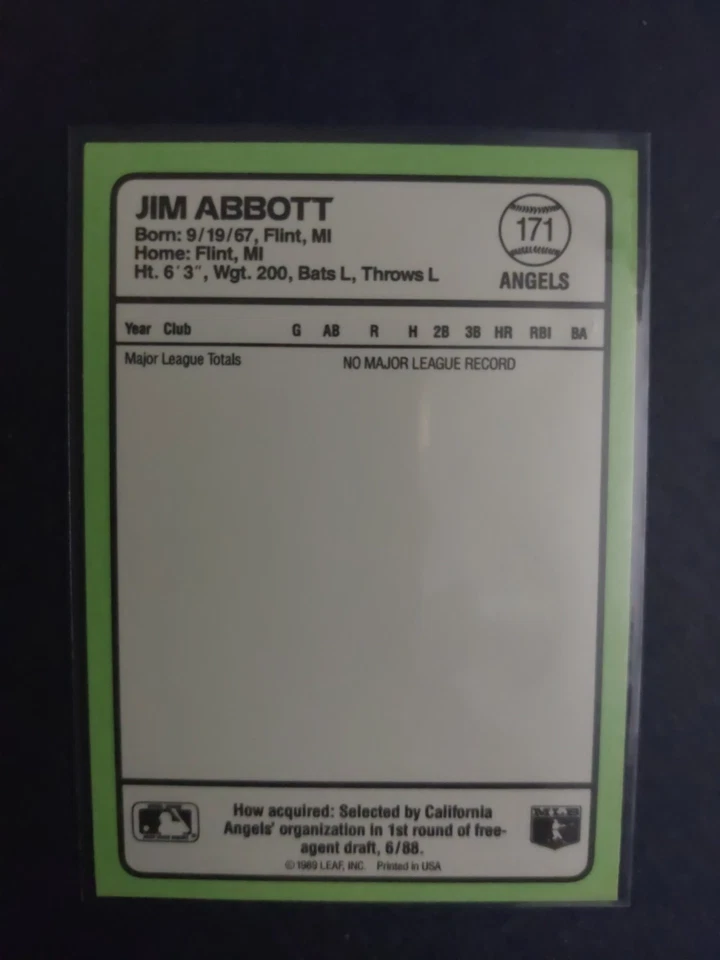 JIM ABBOTT
Born: 9/19/67, Flint, MI
Home: Flint, MI
Ht. 6'3", Wgt. 200, Bats L, Throws L
171
ANGELS
Year Club G AB R H 2B 3B HR RBI BA
Major League Totals NO MAJOR LEAGUE RECORD
How acquired: Selected by California
Angels' organization in 1st round of free-
agent draft, 6/88.
© 1989 LEAF, INC. Printed in USA
MLB